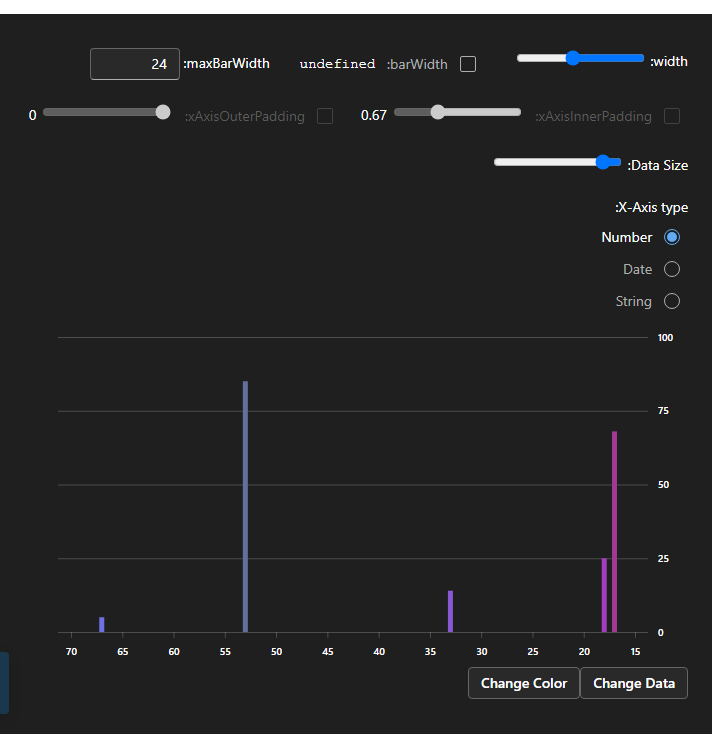 width:
barWidth: undefined
maxBarWidth: 24
xAxisInnerPadding: 0.67
xAxisOuterPadding: 0
Data Size:
X-Axis type:
Number
Date
String
100
75
50
25
0
70 65 60 55 50 45 40 35 30 25 20 15
Change Color Change Data